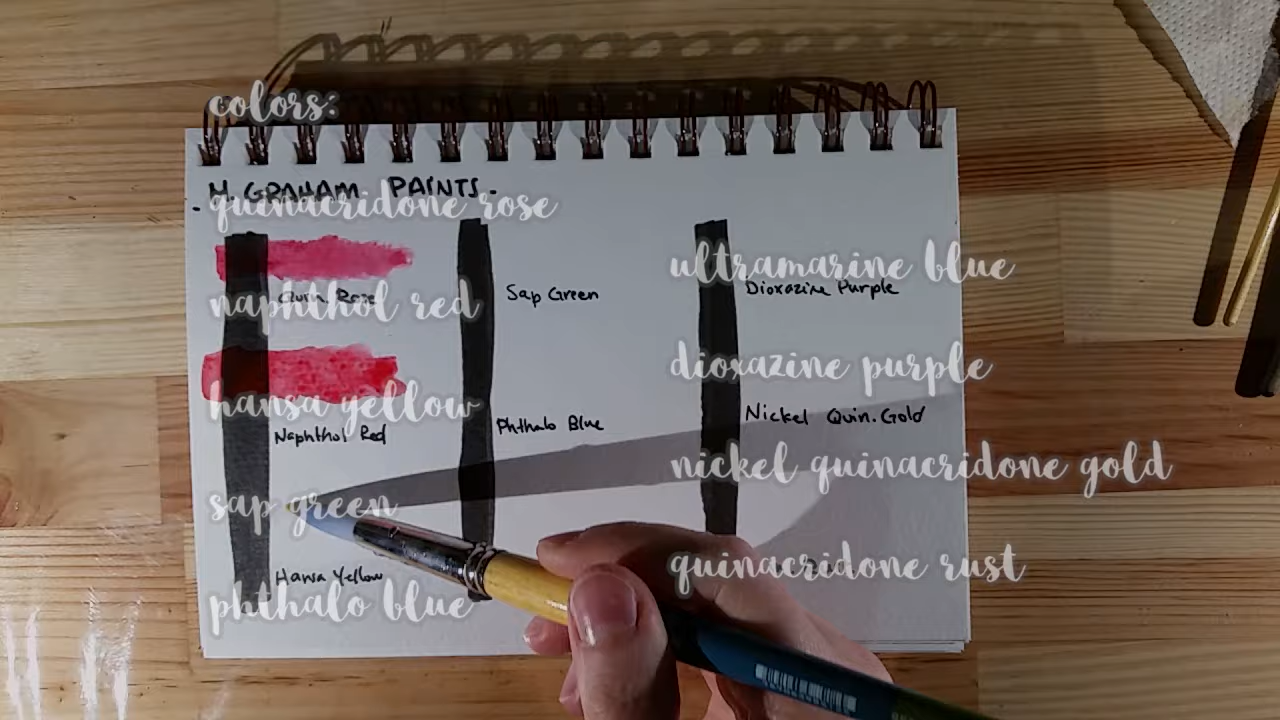 colors:
M. GRAHAM PAINTS.
quinacridone rose
Quin. Rose
naphthol red
hansa yellow
Naphthol Red
sap green
Hansa Yellow
phthalo blue
Sap Green
Phthalo Blue
ultramarine blue
Dioxazine Purple
dioxazine purple
Nickel Quin. Gold
nickel quinacridone gold
quinacridone rust